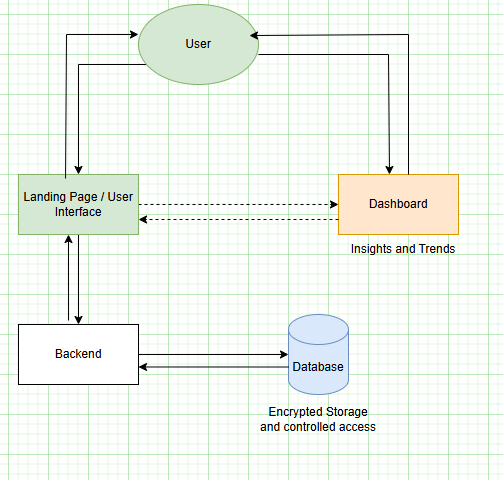 User
Landing Page / User
Interface
Dashboard
Insights and Trends
Backend
Database
Encrypted Storage
and controlled access